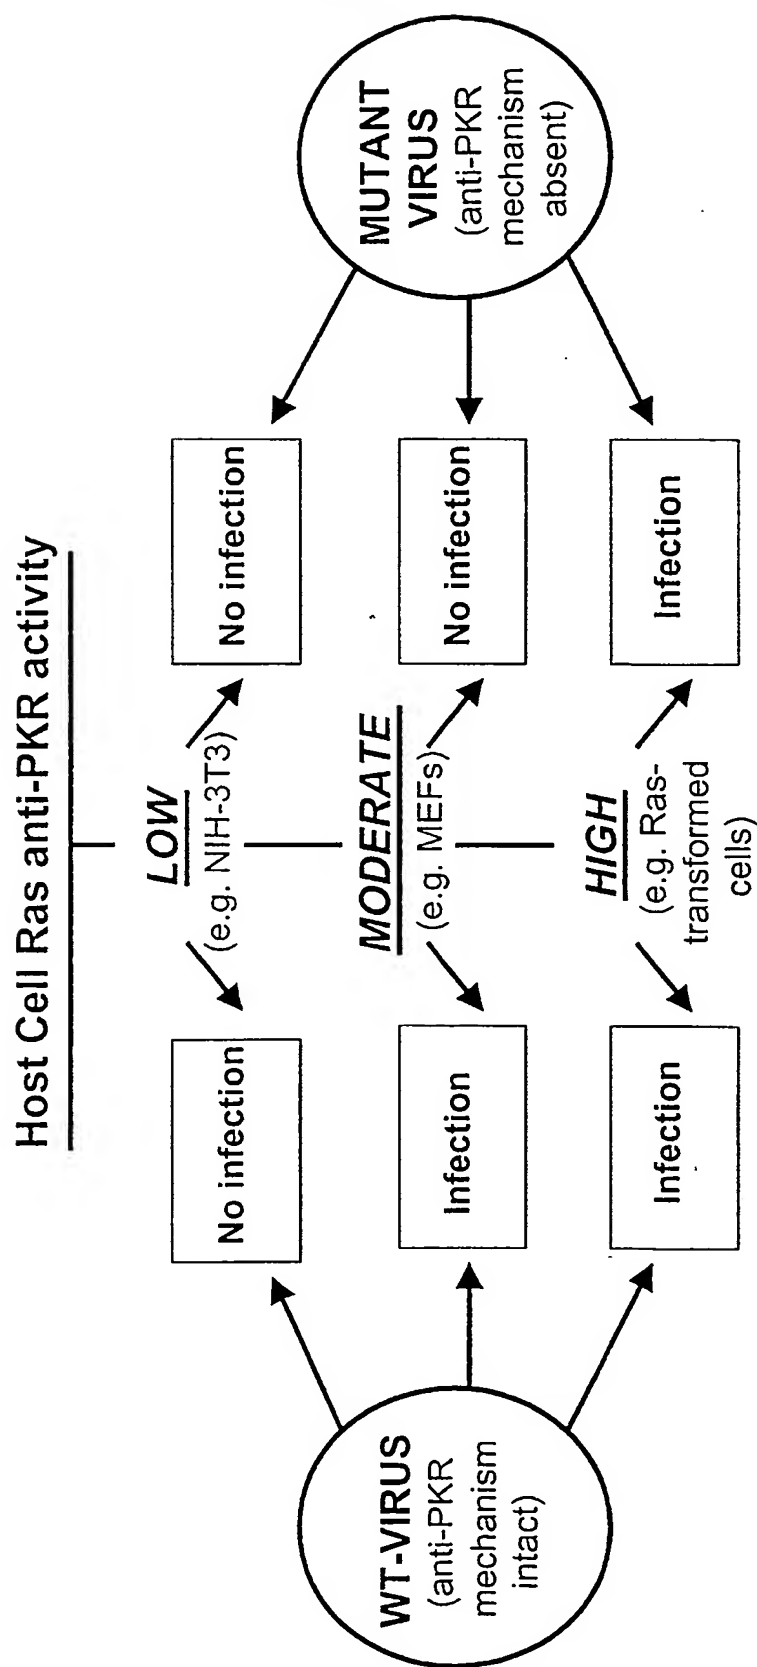 Host Cell Ras anti-PKR activity
LOW
(e.g. NIH-3T3)
No infection
No infection
WT-VIRUS
(anti-PKR
mechanism
intact)
MODERATE
(e.g. MEFs)
Infection
No infection
MUTANT
VIRUS
(anti-PKR
mechanism
absent)
HIGH
(e.g. Ras-
transformed
cells)
Infection
Infection